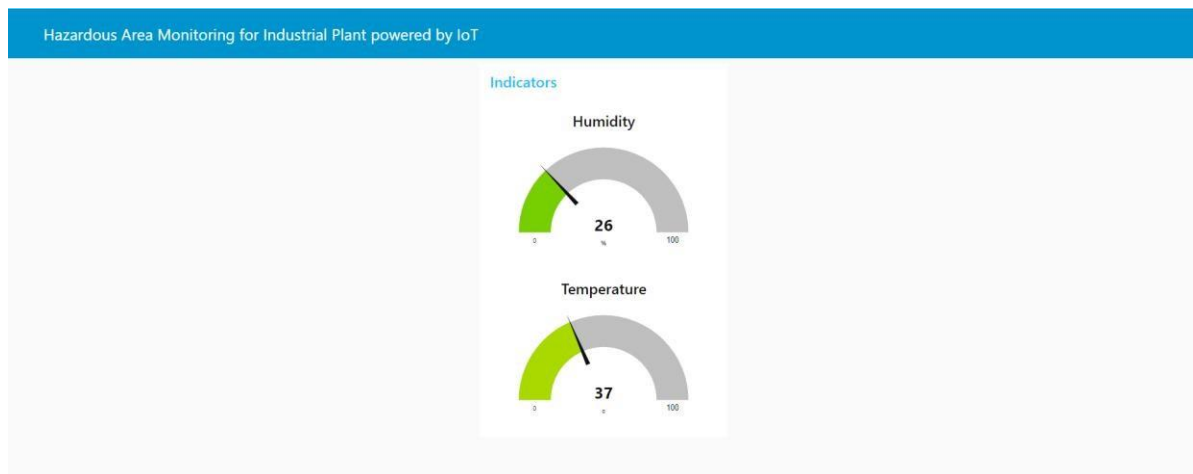 Hazardous Area Monitoring for Industrial Plant powered by IoT
Indicators
Humidity
26
%
0
100
Temperature
37
c
0
100